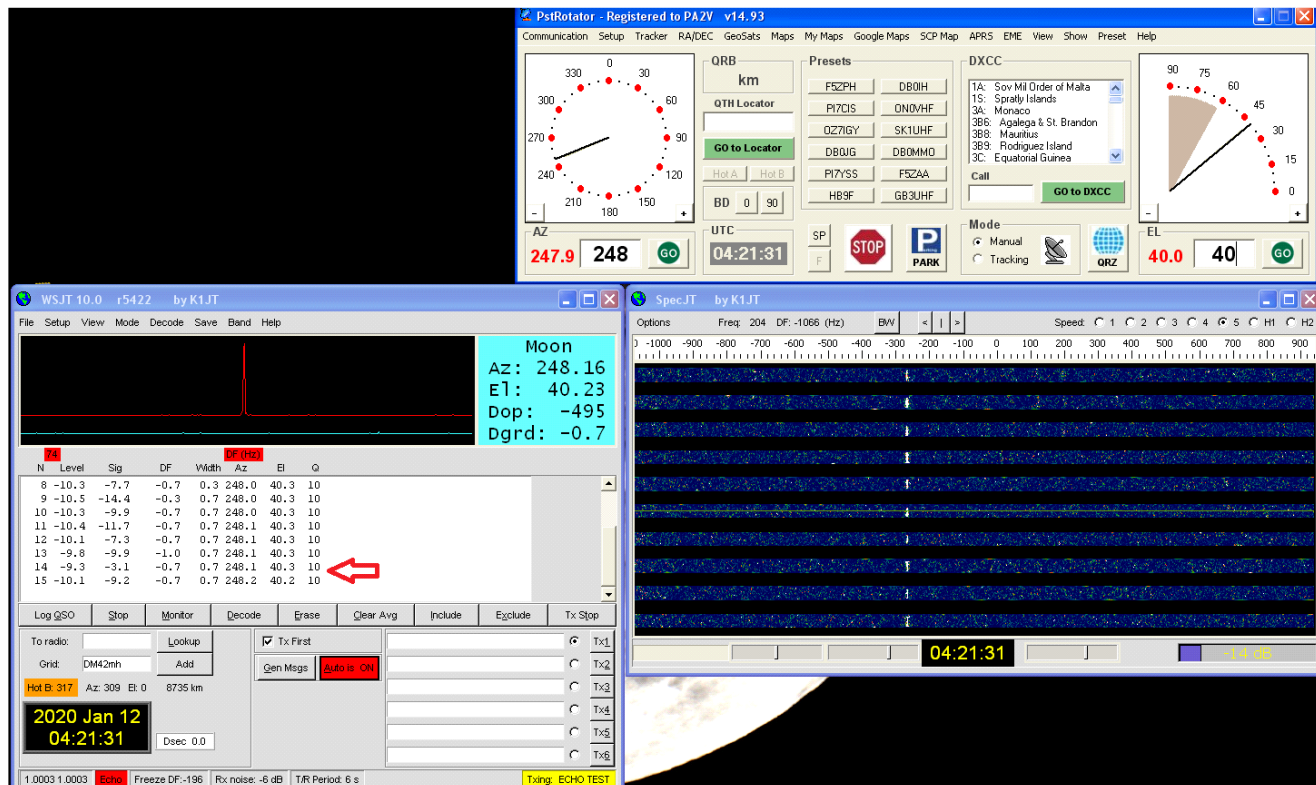 PstRotator - Registered to PA2V v14.93
Communication Setup Tracker RA/DEC GeoSats Maps My Maps Google Maps SCP Map APRS EME View Show Preset Help
0
30
60
90
120
150
180
210
240
270
300
330
- +
AZ
247.9 248 GO
QRB
km
QTH Locator
GO to Locator
Hot A Hot B
BD 0 90
UTC
04:21:31
Presets
F5ZPH DB0IH
PI7CIS ON0VHF
OZ7IGY SK1UHF
DB0JG DB0MMO
PI7YSS F5ZAA
HB9F GB3UHF
SP
F
STOP
P
PARK
DXCC
1A: Sov Mil Order of Malta
1S: Spratly Islands
3A: Monaco
3B6: Agalega & St. Brandon
3B8: Mauritius
3B9: Rodriguez Island
3C: Equatorial Guinea
Call
GO to DXCC
Mode
Manual
Tracking
QRZ
90
75
60
45
30
15
0
- +
EL
40.0 40 GO
WSJT 10.0 r5422 by K1JT
File Setup View Mode Decode Save Band Help
Moon
Az: 248.16
El: 40.23
Dop: -495
Dgrd: -0.7
74 DF (Hz)
N Level Sig DF Width Az El Q
8 -10.3 -7.7 -0.7 0.3 248.0 40.3 10
9 -10.5 -14.4 -0.3 0.7 248.0 40.3 10
10 -10.3 -9.9 -0.7 0.7 248.0 40.3 10
11 -10.4 -11.7 -0.7 0.7 248.1 40.3 10
12 -10.1 -7.3 -0.7 0.7 248.1 40.3 10
13 -9.8 -9.9 -1.0 0.7 248.1 40.3 10
14 -9.3 -3.1 -0.7 0.7 248.1 40.3 10
15 -10.1 -9.2 -0.7 0.7 248.2 40.2 10
Log QSO Stop Monitor Decode Erase Clear Avg Include Exclude Tx Stop
To radio: Lookup
Grid: DM42mh Add
Hot B: 317 Az: 309 El: 0 8735 km
2020 Jan 12
04:21:31
Dsec 0.0
Tx First
Gen Msgs Auto is ON
Tx1
Tx2
Tx3
Tx4
Tx5
Tx6
1.0003 1.0003 Echo Freeze DF:-196 Rx noise: -6 dB T/R Period: 6 s Txing: ECHO TEST
SpecJT by K1JT
Options Freq: 204 DF: -1066 (Hz) BW < | > Speed: 1 2 3 4 5 H1 H2
-1000 -900 -800 -700 -600 -500 -400 -300 -200 -100 0 100 200 300 400 500 600 700 800 900
04:21:31
-14 dB